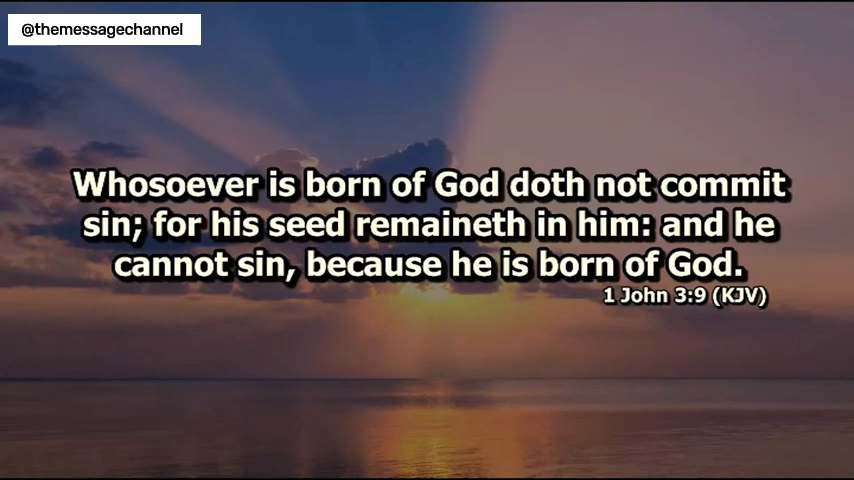 @themessagechannel
Whosoever is born of God doth not commit
sin; for his seed remaineth in him: and he
cannot sin, because he is born of God.
1 John 3:9 (KJV)